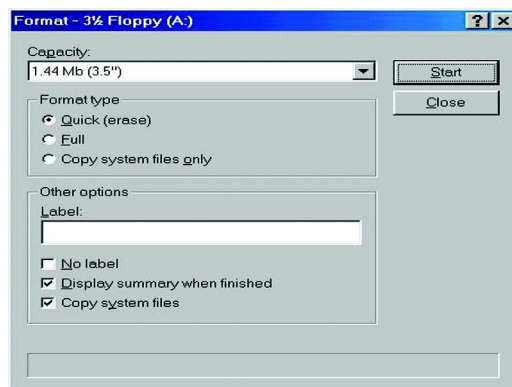 Format - 3½ Floppy (A:)
Capacity:
1.44 Mb (3.5")
Start
Format type
Close
Quick (erase)
Full
Copy system files only
Other options
Label:
No label
Display summary when finished
Copy system files